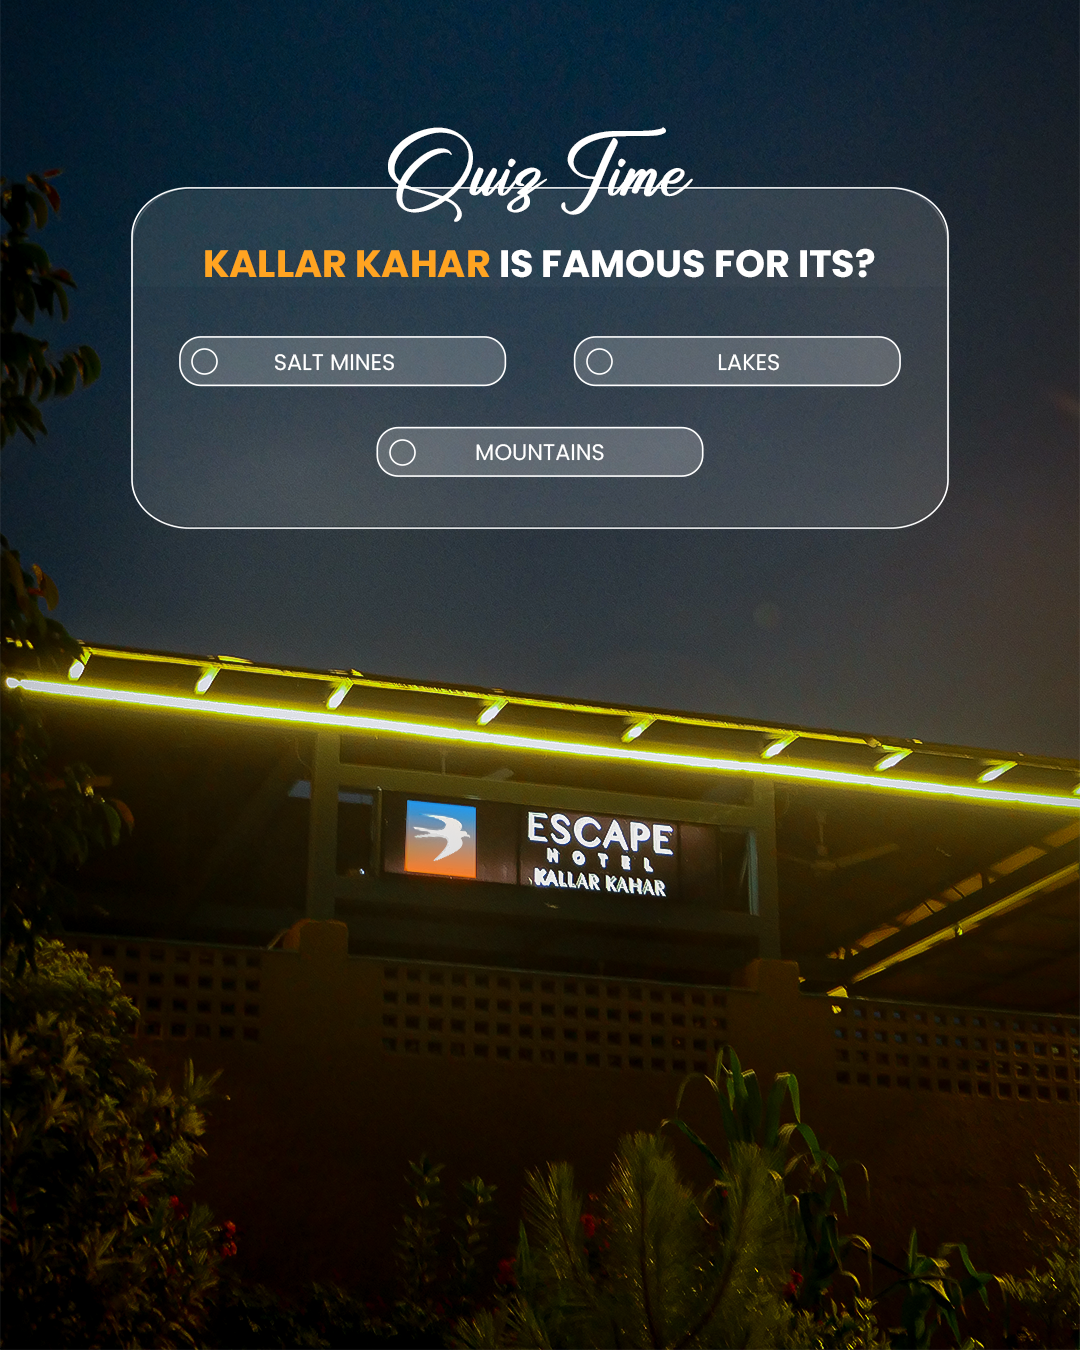 Quiz Time
KALLAR KAHAR IS FAMOUS FOR ITS?
SALT MINES
LAKES
MOUNTAINS
ESCAPE
HOTEL
KALLAR KAHAR